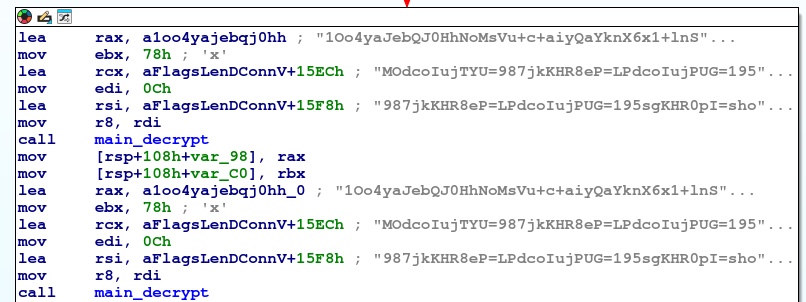 lea rax, a1oo4yajebqj0hh ; "1Oo4yaJebQJ0HhNoMsVu+c+aiyQaYknX6x1+lnS"...
mov ebx, 78h ; 'x'
lea rcx, aFlagsLenDConnV+15ECh ; "MOdcoIujTYU=987jkKHR8eP=LPdcoIujPUG=195"...
mov edi, 0Ch
lea rsi, aFlagsLenDConnV+15F8h ; "987jkKHR8eP=LPdcoIujPUG=195sgKHR0pI=sho"...
mov r8, rdi
call main_decrypt
mov [rsp+108h+var_98], rax
mov [rsp+108h+var_C0], rbx
lea rax, a1oo4yajebqj0hh_0 ; "1Oo4yaJebQJ0HhNoMsVu+c+aiyQaYknX6x1+lnS"...
mov ebx, 78h ; 'x'
lea rcx, aFlagsLenDConnV+15ECh ; "MOdcoIujTYU=987jkKHR8eP=LPdcoIujPUG=195"...
mov edi, 0Ch
lea rsi, aFlagsLenDConnV+15F8h ; "987jkKHR8eP=LPdcoIujPUG=195sgKHR0pI=sho"...
mov r8, rdi
call main_decrypt